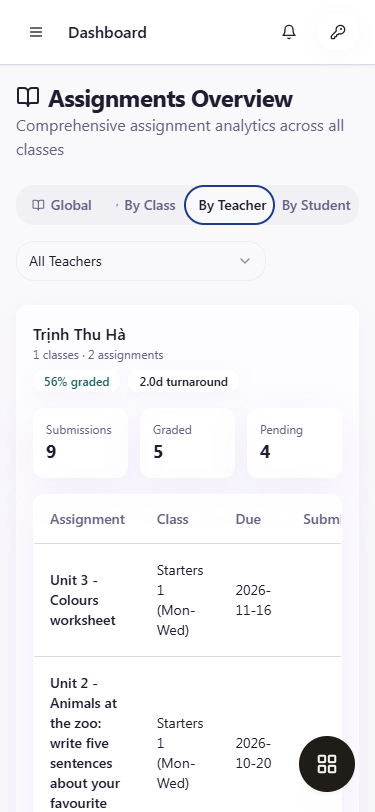 Dashboard
Assignments Overview
Comprehensive assignment analytics across all
classes
Global
By Class
By Teacher
By Student
All Teachers
Trịnh Thu Hà
1 classes · 2 assignments
56% graded
2.0d turnaround
Submissions
Graded
Pending
9
5
4
Assignment
Class
Due
Subm
Unit 3 -
Colours
worksheet
Starters
1
(Mon-
Wed)
2026-
11-16
Unit 2 -
Animals at
the zoo:
write five
sentences
about your
favourite
Starters
1
(Mon-
Wed)
2026-
10-20